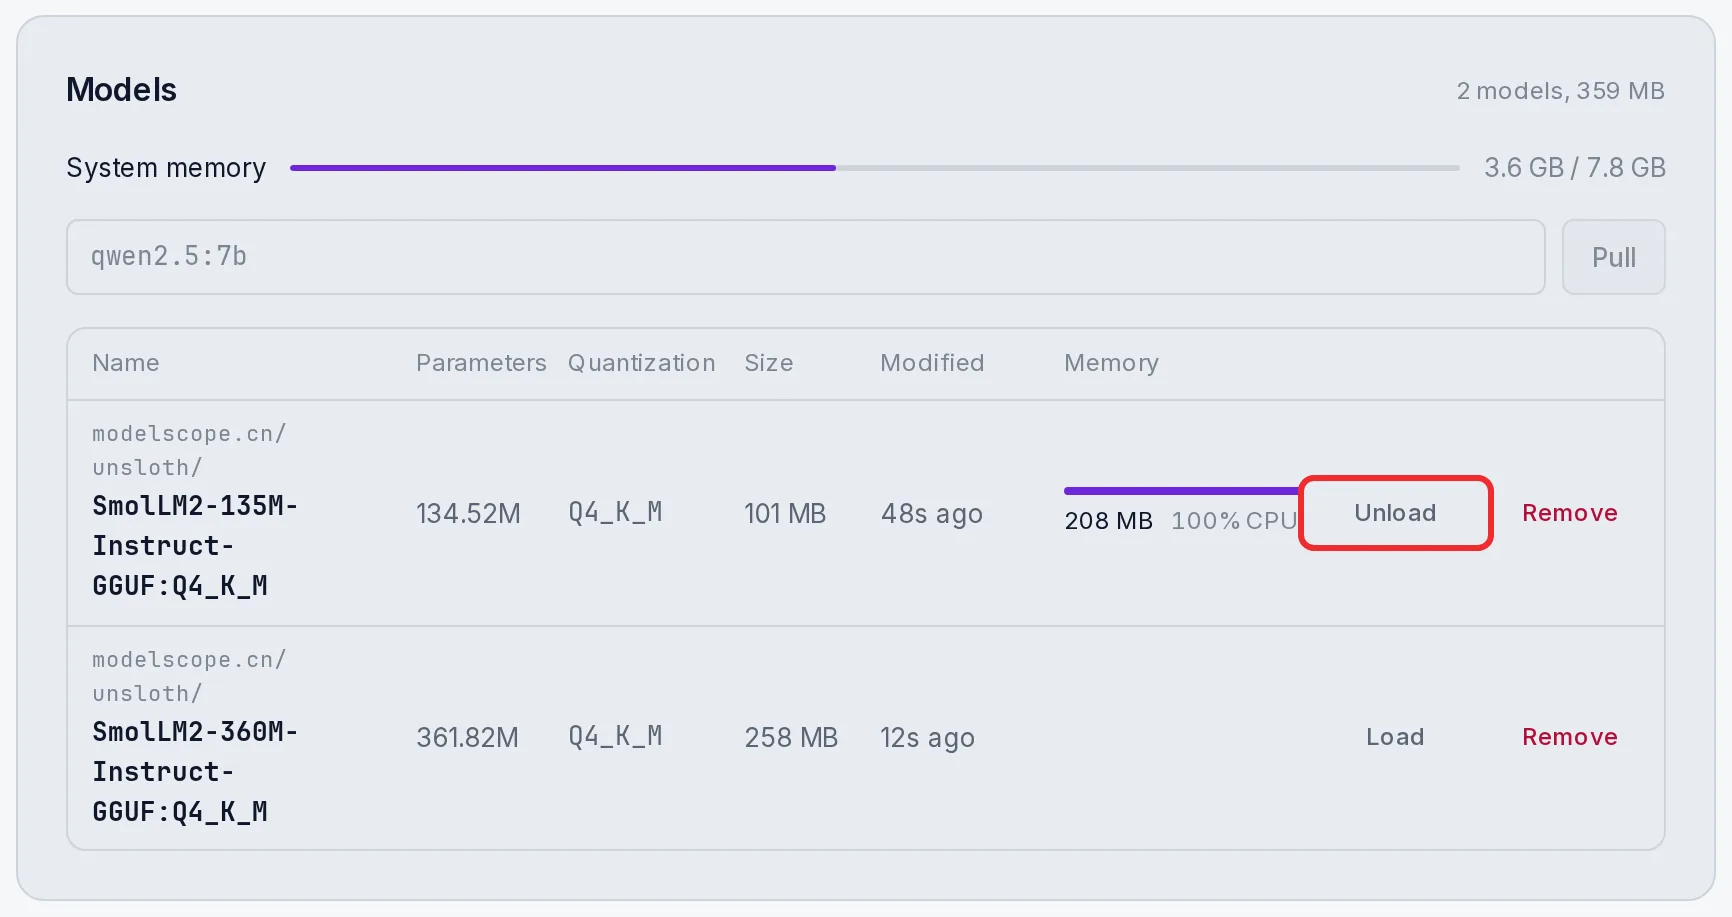 Models
2 models, 359 MB
System memory
3.6 GB / 7.8 GB
qwen2.5:7b
Pull
Name Parameters Quantization Size Modified Memory
modelscope.cn/
unsloth/
SmolLM2-135M-
Instruct-
GGUF:Q4_K_M
134.52M Q4_K_M 101 MB 48s ago
208 MB 100% CPU
Unload Remove
modelscope.cn/
unsloth/
SmolLM2-360M-
Instruct-
GGUF:Q4_K_M
361.82M Q4_K_M 258 MB 12s ago
Load Remove